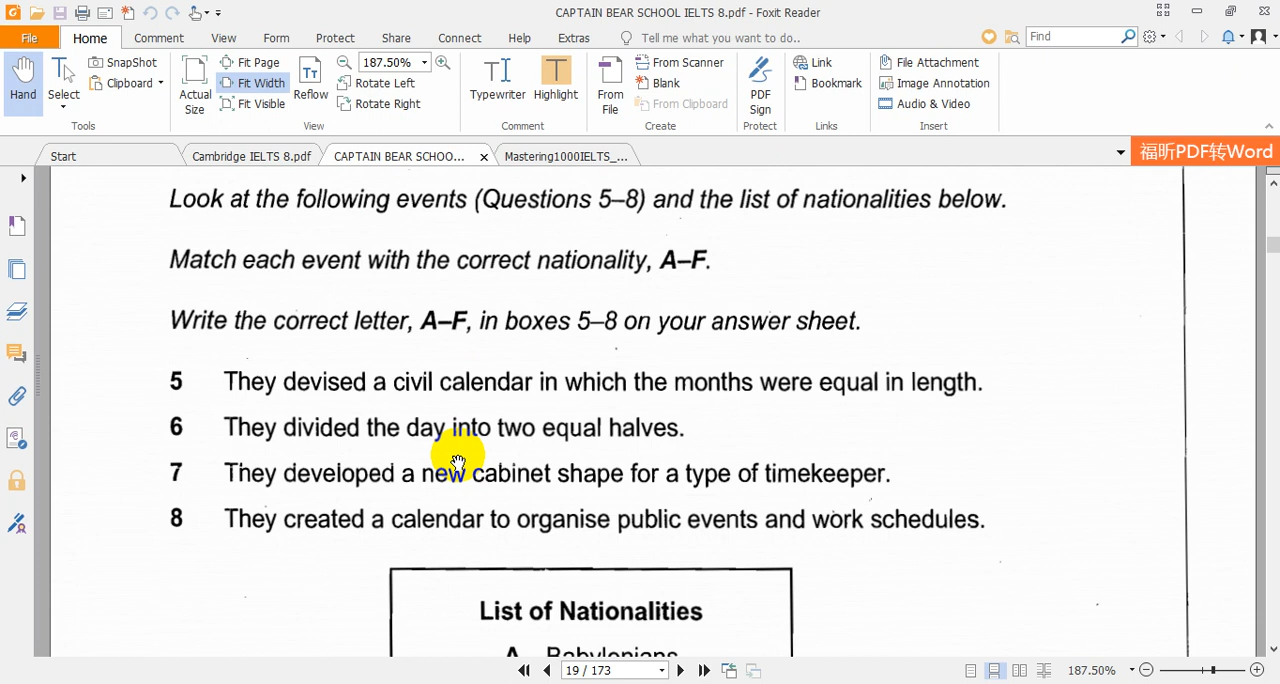 CAPTAIN BEAR SCHOOL IELTS 8.pdf - Foxit Reader
File Home Comment View Form Protect Share Connect Help Extras Tell me what you want to do.. Find
Hand Select SnapShot Clipboard Actual Size Fit Page Fit Width Fit Visible Reflow 187.50% Rotate Left Rotate Right Typewriter Highlight From File From Scanner Blank From Clipboard PDF Sign Link Bookmark File Attachment Image Annotation Audio & Video
Tools View Comment Create Protect Links Insert
Start Cambridge IELTS 8.pdf CAPTAIN BEAR SCHOO... Mastering1000IELTS_... 福昕PDF转Word
Look at the following events (Questions 5–8) and the list of nationalities below.
Match each event with the correct nationality, A–F.
Write the correct letter, A–F, in boxes 5–8 on your answer sheet.
5 They devised a civil calendar in which the months were equal in length.
6 They divided the day into two equal halves.
7 They developed a new cabinet shape for a type of timekeeper.
8 They created a calendar to organise public events and work schedules.
List of Nationalities
A Babylonians
19 / 173 187.50%